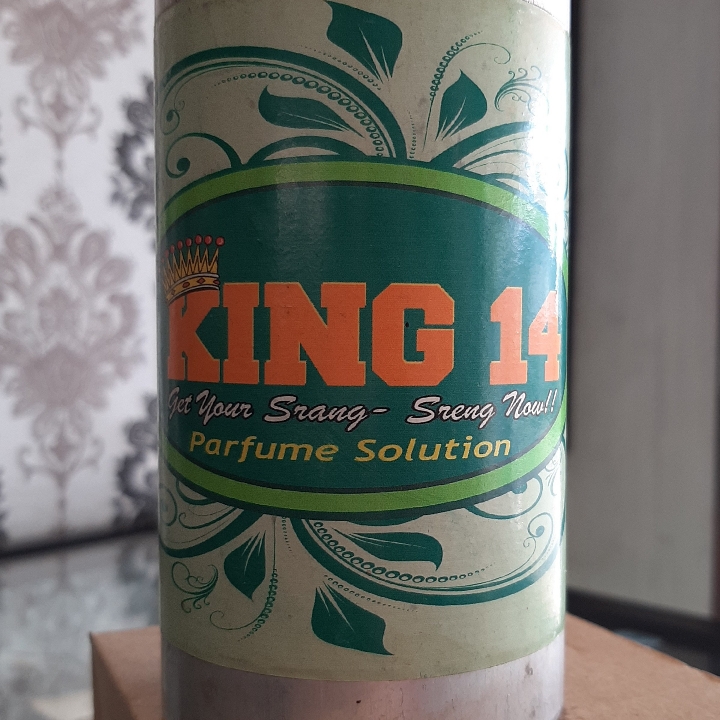 KING 14
Get Your Srang- Sreng Now!!
Parfume Solution